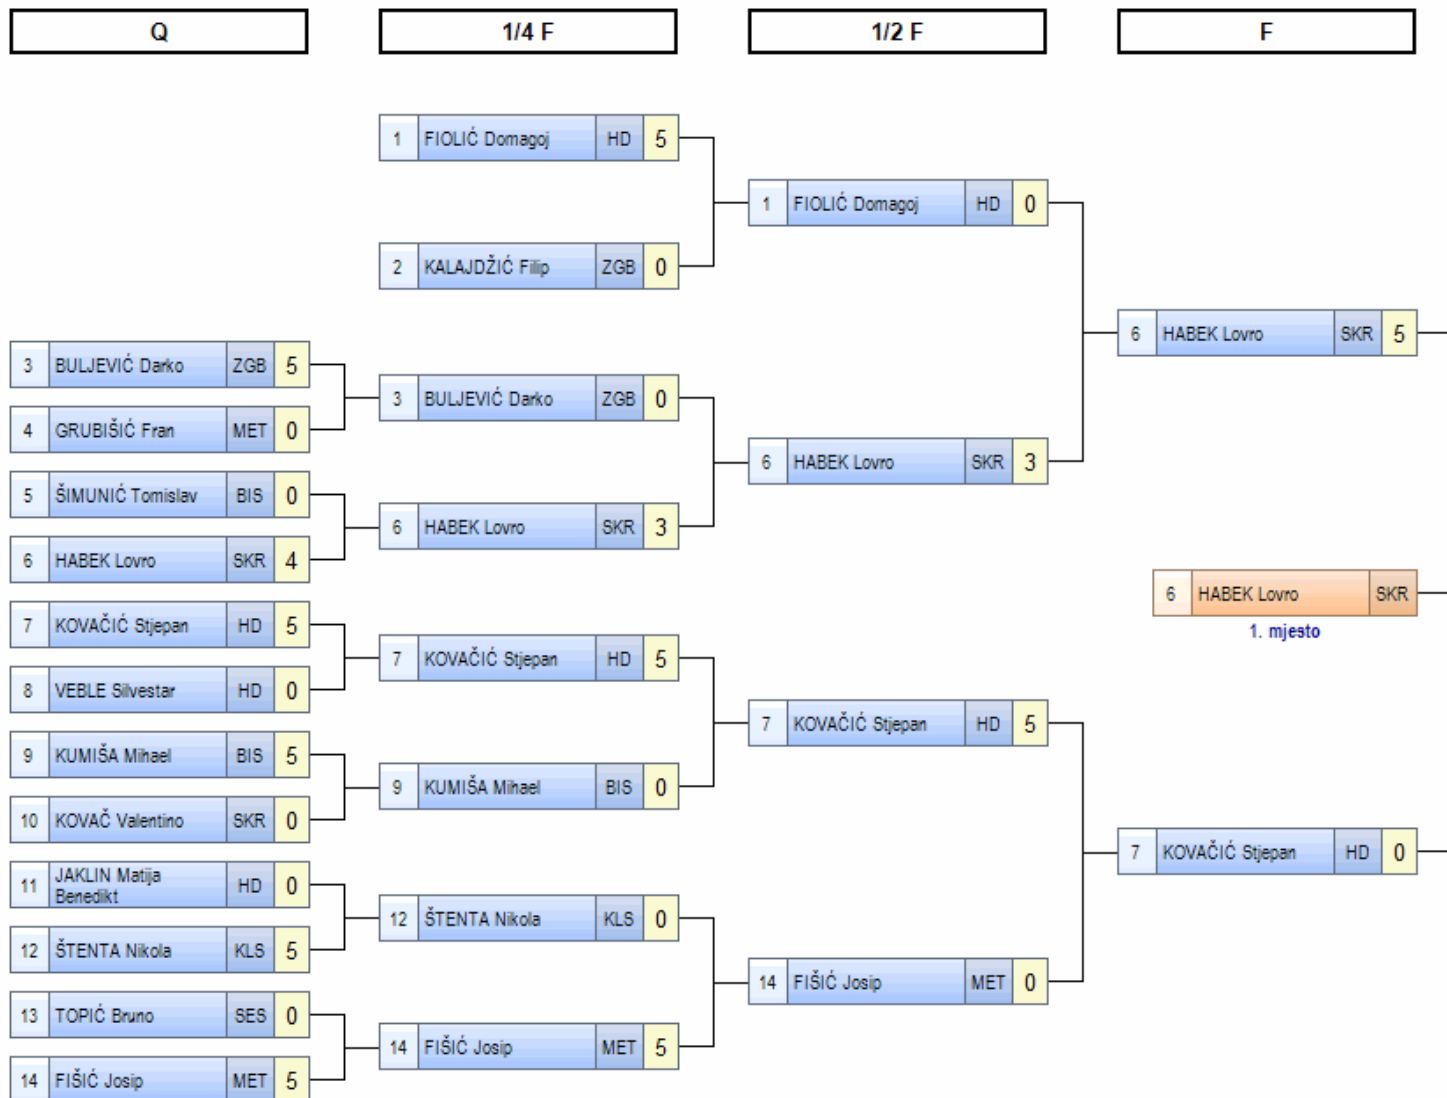 Q 1/4 F 1/2 F F
1 FIOLIĆ Domagoj HD 5
2 KALAJDŽIĆ Filip ZGB 0
1 FIOLIĆ Domagoj HD 0
3 BULJEVIĆ Darko ZGB 5
4 GRUBIŠIĆ Fran MET 0
5 ŠIMUNIĆ Tomislav BIS 0
6 HABEK Lovro SKR 4
7 KOVAČIĆ Stjepan HD 5
8 VEBLE Silvestar HD 0
9 KUMIŠA Mihael BIS 5
10 KOVAČ Valentino SKR 0
11 JAKLIN Matija
Benedikt HD 0
12 ŠTENTA Nikola KLS 5
13 TOPIĆ Bruno SES 0
14 FIŠIĆ Josip MET 5
3 BULJEVIĆ Darko ZGB 0
6 HABEK Lovro SKR 3
7 KOVAČIĆ Stjepan HD 5
9 KUMIŠA Mihael BIS 0
12 ŠTENTA Nikola KLS 0
14 FIŠIĆ Josip MET 5
6 HABEK Lovro SKR 3
7 KOVAČIĆ Stjepan HD 5
14 FIŠIĆ Josip MET 0
6 HABEK Lovro SKR 5
6 HABEK Lovro SKR
1. mjesto
7 KOVAČIĆ Stjepan HD 0